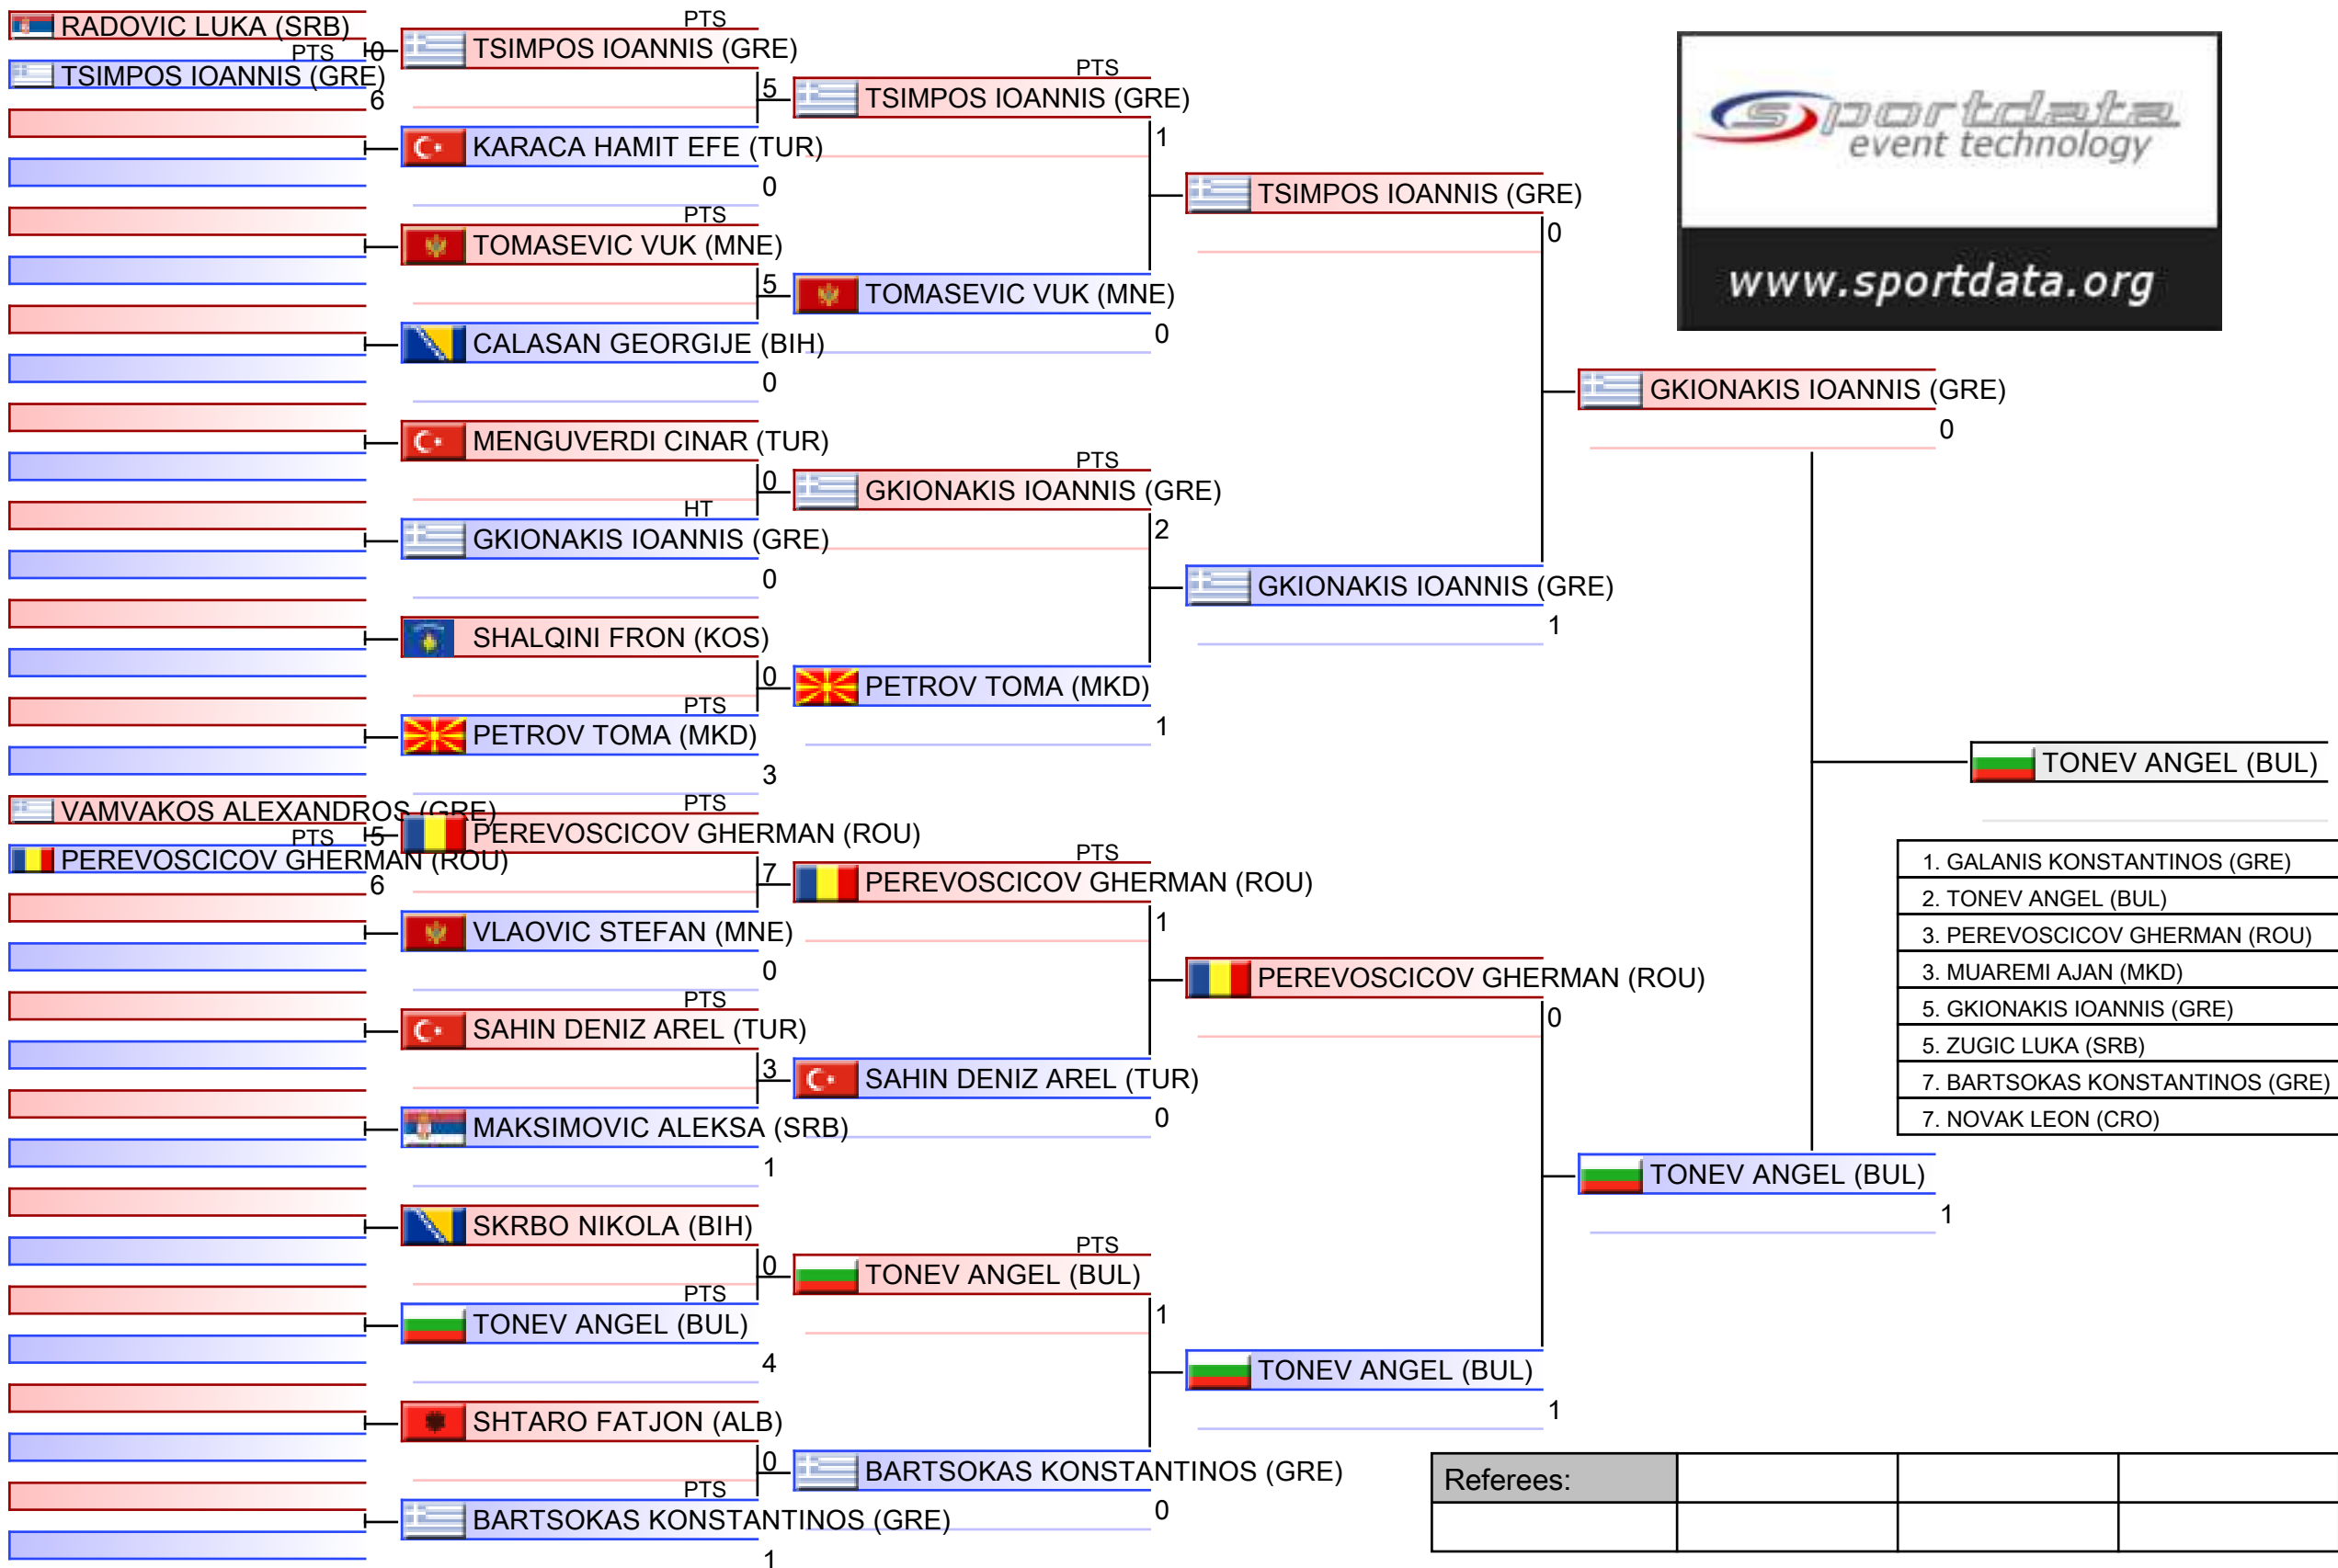 RADOVIC LUKA (SRB)
PTS
0
TSIMPOS IOANNIS (GRE)
6
VAMVAKOS ALEXANDROS (GRE)
PTS
5
PEREVOSCICOV GHERMAN (ROU)
6
PTS
TSIMPOS IOANNIS (GRE)
5
KARACA HAMIT EFE (TUR)
0
PTS
TOMASEVIC VUK (MNE)
5
CALASAN GEORGIJE (BIH)
0
MENGUVERDI CINAR (TUR)
0
HT
GKIONAKIS IOANNIS (GRE)
0
SHALQINI FRON (KOS)
0
PTS
PETROV TOMA (MKD)
3
PTS
PEREVOSCICOV GHERMAN (ROU)
7
VLAOVIC STEFAN (MNE)
0
PTS
SAHIN DENIZ AREL (TUR)
3
MAKSIMOVIC ALEKSA (SRB)
1
SKRBO NIKOLA (BIH)
0
PTS
TONEV ANGEL (BUL)
4
SHTARO FATJON (ALB)
0
PTS
BARTSOKAS KONSTANTINOS (GRE)
1
PTS
TSIMPOS IOANNIS (GRE)
1
TOMASEVIC VUK (MNE)
0
PTS
GKIONAKIS IOANNIS (GRE)
2
PETROV TOMA (MKD)
1
PTS
PEREVOSCICOV GHERMAN (ROU)
1
SAHIN DENIZ AREL (TUR)
0
PTS
TONEV ANGEL (BUL)
1
BARTSOKAS KONSTANTINOS (GRE)
0
TSIMPOS IOANNIS (GRE)
0
GKIONAKIS IOANNIS (GRE)
1
PEREVOSCICOV GHERMAN (ROU)
0
TONEV ANGEL (BUL)
1
GKIONAKIS IOANNIS (GRE)
0
TONEV ANGEL (BUL)
1
TONEV ANGEL (BUL)
sportdata
event technology
www.sportdata.org
1. GALANIS KONSTANTINOS (GRE)
2. TONEV ANGEL (BUL)
3. PEREVOSCICOV GHERMAN (ROU)
3. MUAREMI AJAN (MKD)
5. GKIONAKIS IOANNIS (GRE)
5. ZUGIC LUKA (SRB)
7. BARTSOKAS KONSTANTINOS (GRE)
7. NOVAK LEON (CRO)
Referees: